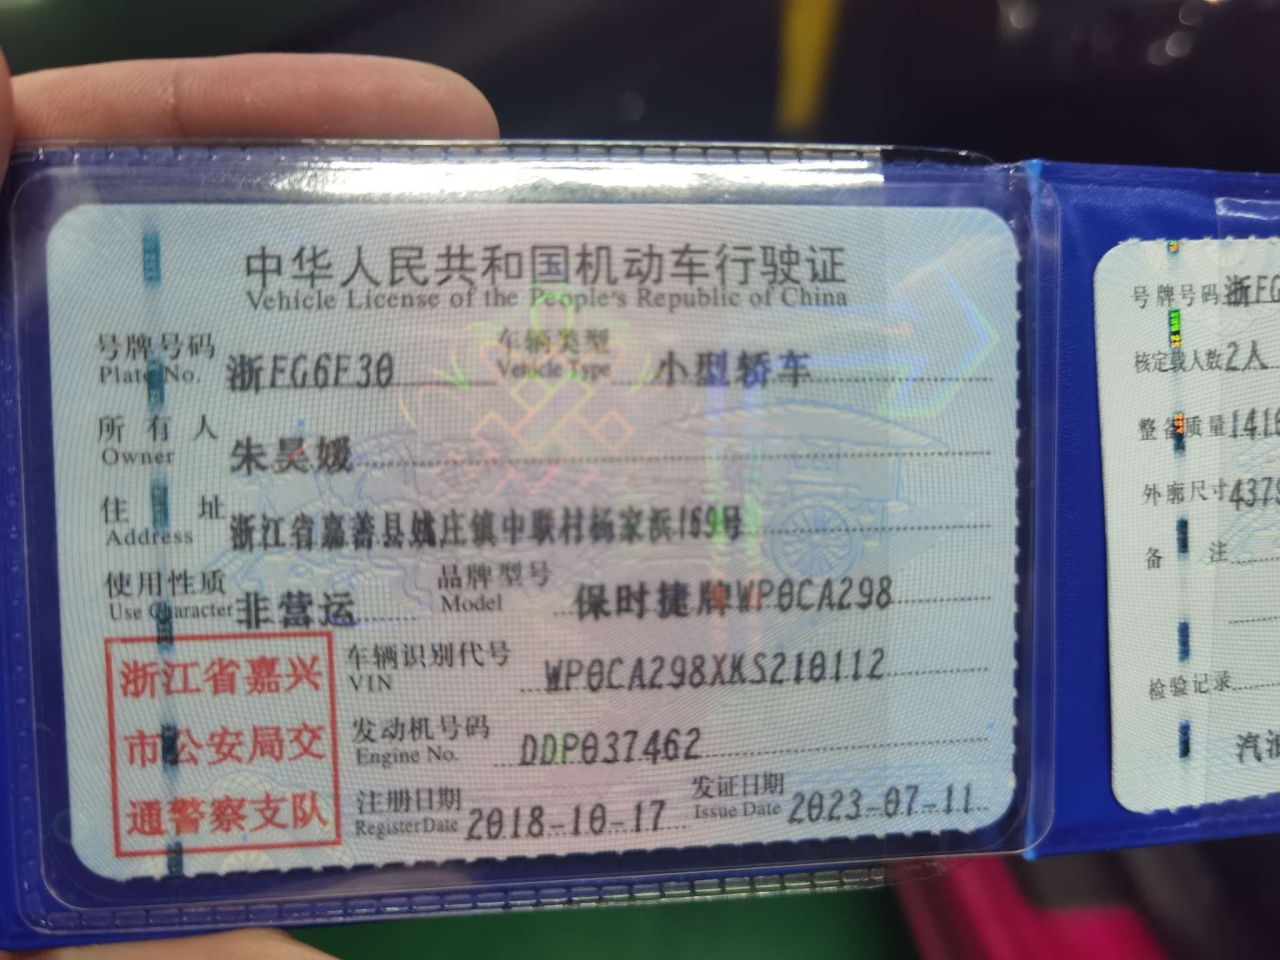 中华人民共和国机动车行驶证
Vehicle License of the People's Republic of China
号牌号码 浙FG6F30 车辆类型 小型轿车
Plate No. Vehicle Type
所有人 朱昊媛
Owner
住址 浙江省嘉善县姚庄镇中联村杨家浜169号
Address
使用性质 非营运 品牌型号 保时捷牌WP0CA298
Use Character Model
浙江省嘉兴
市公安局交
通警察支队
车辆识别代号 WP0CA298XKS210112
VIN
发动机号码 DDP037462
Engine No.
注册日期 2018-10-17 发证日期 2023-07-11
Register Date Issue Date
号牌号码 浙FG
核定载人数 2人
整备质量 1416
外廓尺寸 4379
备注
检验记录
汽油